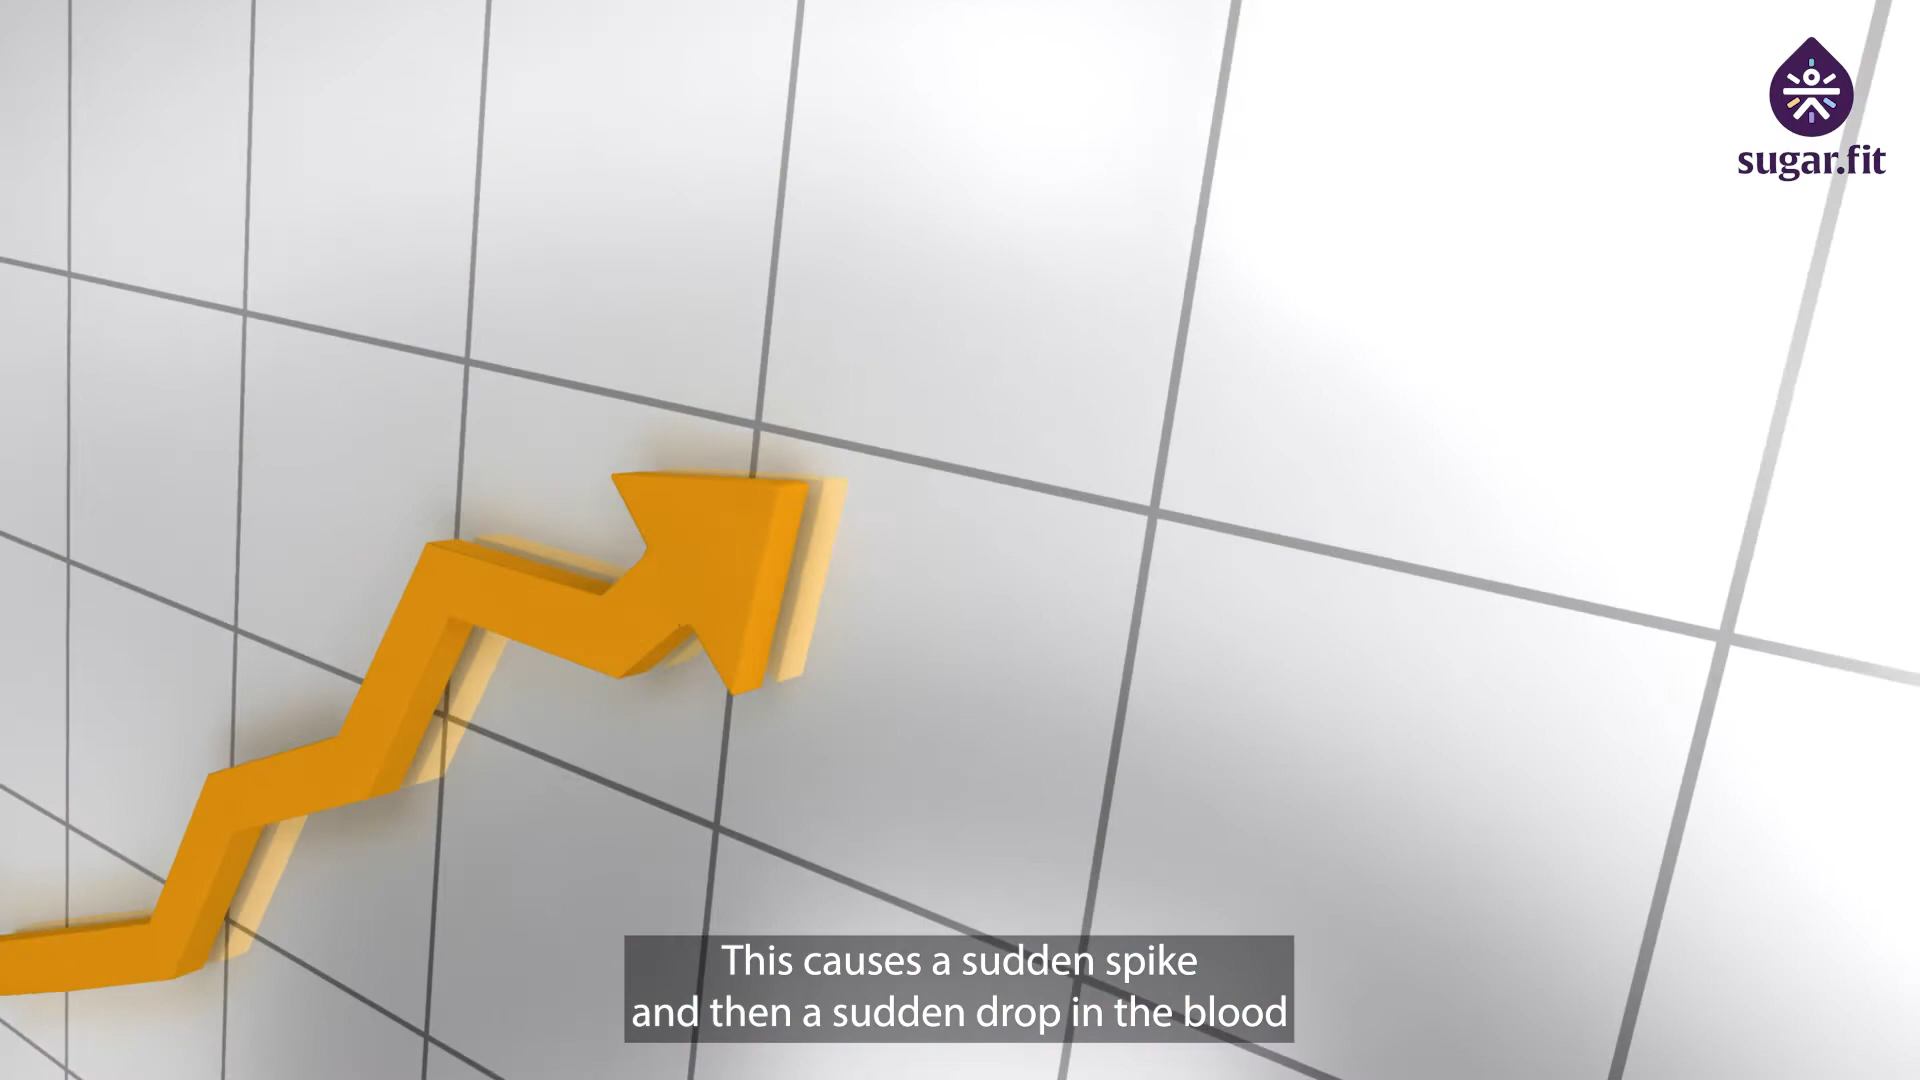 sugar.fit
This causes a sudden spike
and then a sudden drop in the blood